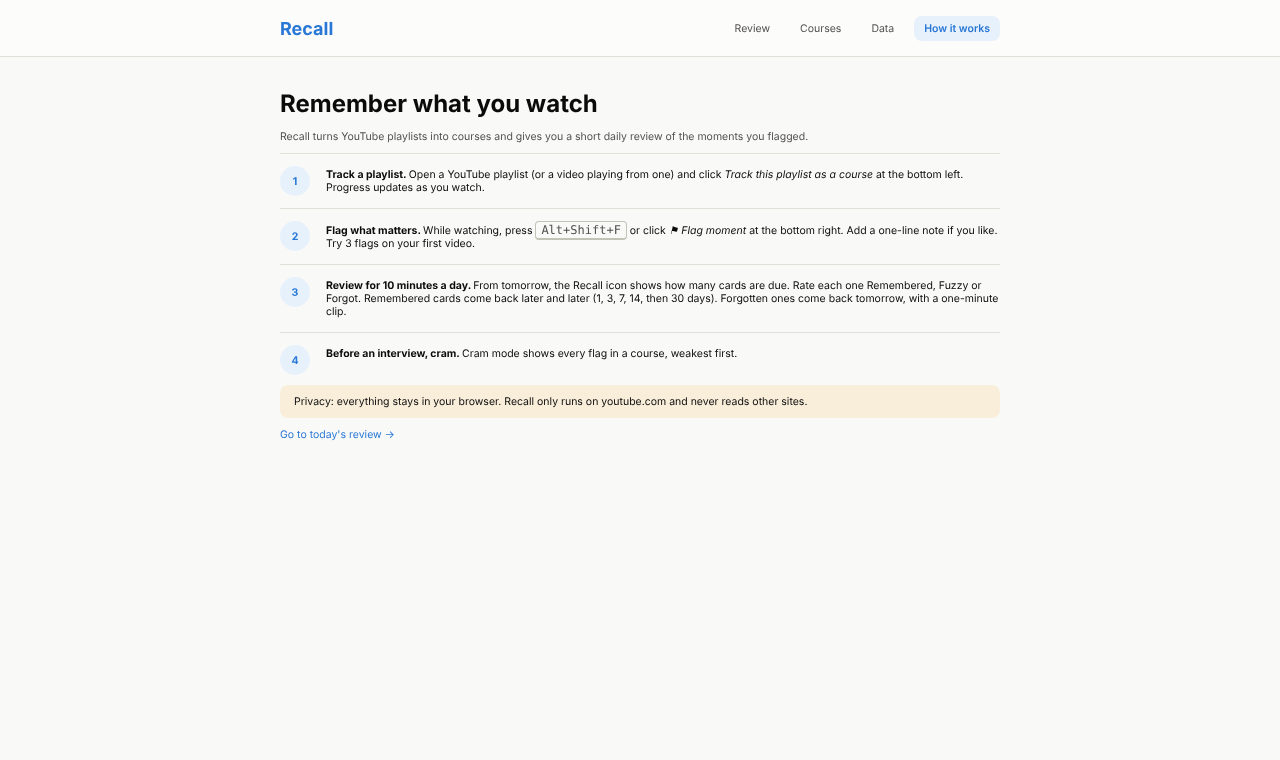 Recall
Review
Courses
Data
How it works
Remember what you watch
Recall turns YouTube playlists into courses and gives you a short daily review of the moments you flagged.
1
Track a playlist. Open a YouTube playlist (or a video playing from one) and click Track this playlist as a course at the bottom left.
Progress updates as you watch.
2
Flag what matters. While watching, press Alt+Shift+F or click ⚑ Flag moment at the bottom right. Add a one-line note if you like.
Try 3 flags on your first video.
3
Review for 10 minutes a day. From tomorrow, the Recall icon shows how many cards are due. Rate each one Remembered, Fuzzy or
Forgot. Remembered cards come back later and later (1, 3, 7, 14, then 30 days). Forgotten ones come back tomorrow, with a one-minute
clip.
4
Before an interview, cram. Cram mode shows every flag in a course, weakest first.
Privacy: everything stays in your browser. Recall only runs on youtube.com and never reads other sites.
Go to today's review →